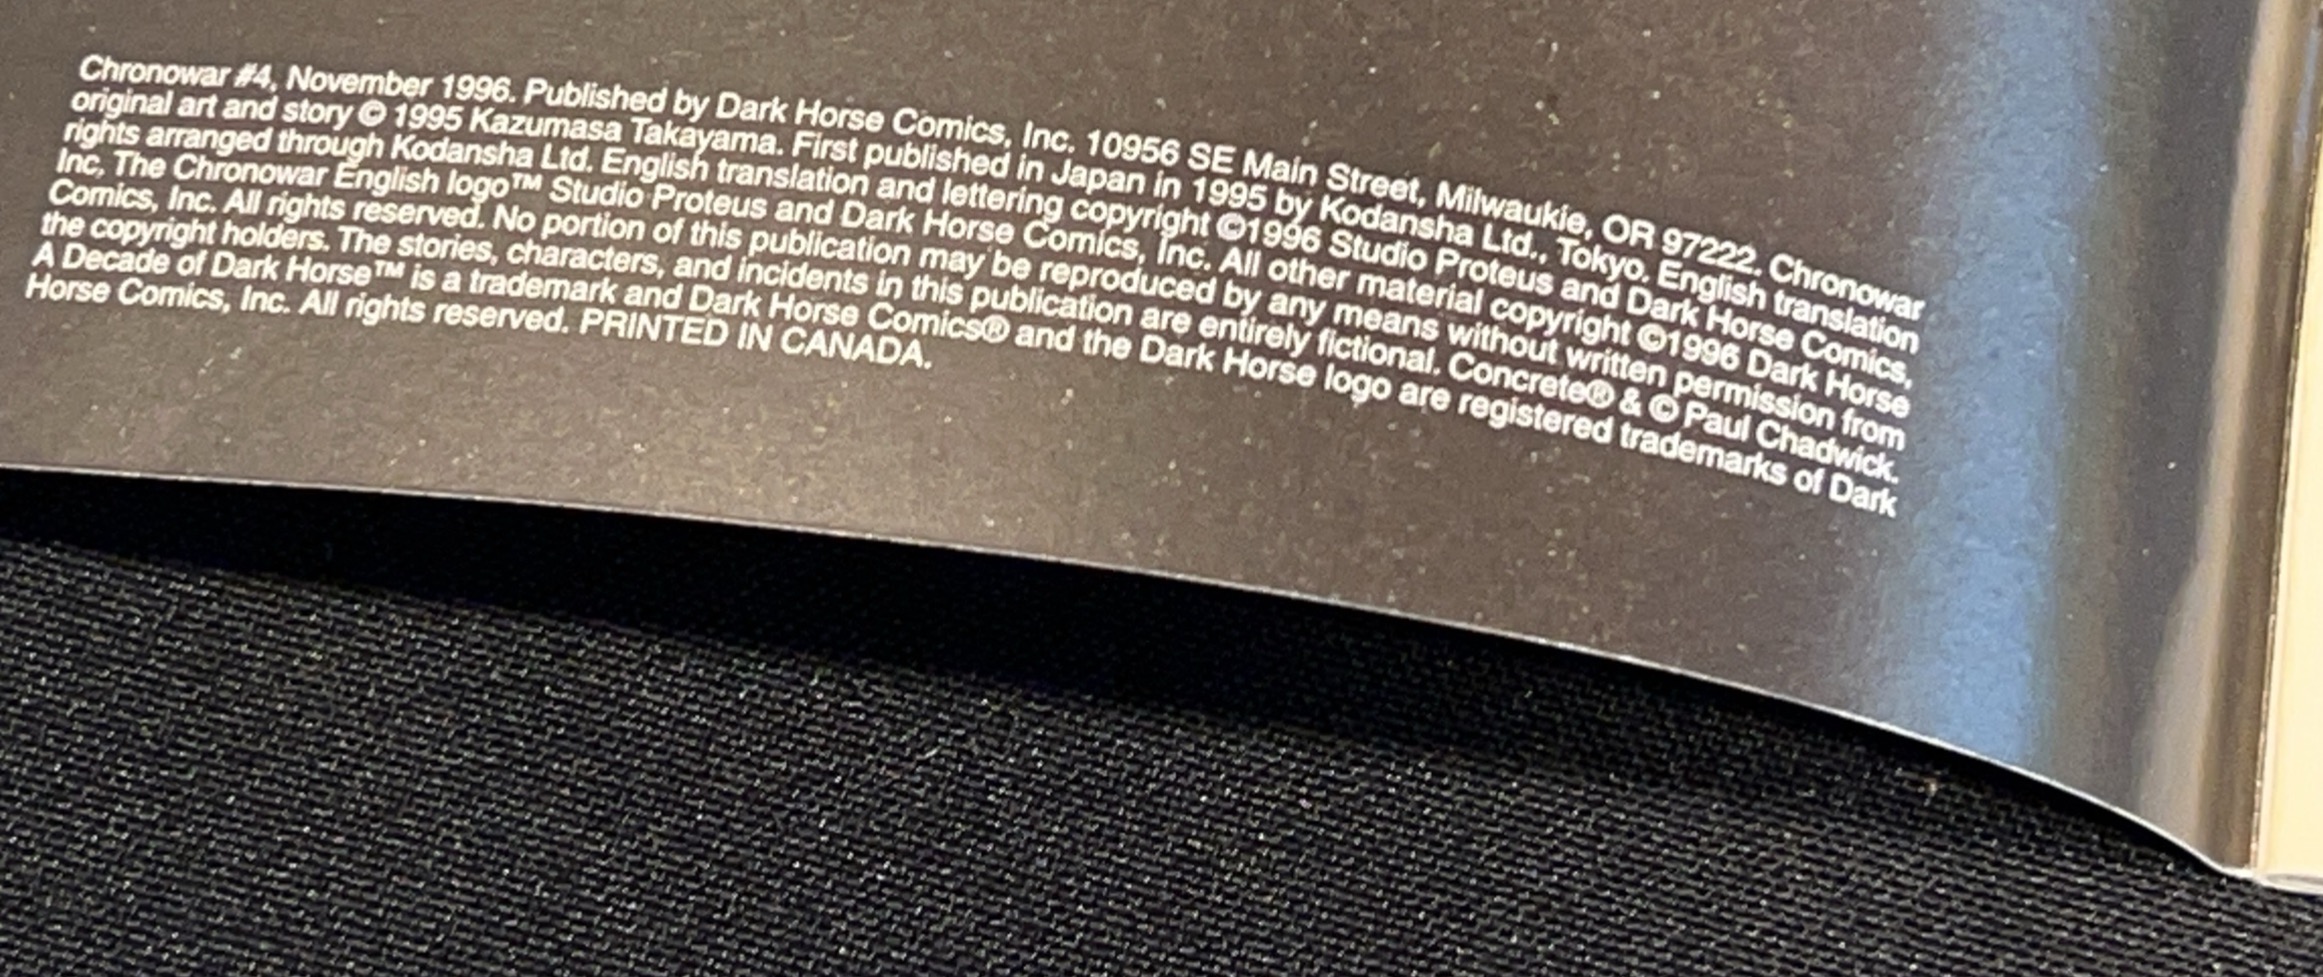 Chronowar #4, November 1996. Published by Dark Horse Comics, Inc. 10956 SE Main Street, Milwaukie, OR 97222. Chronowar
original art and story © 1995 Kazumasa Takayama. First published in Japan in 1995 by Kodansha Ltd., Tokyo. English translation
rights arranged through Kodansha Ltd. English translation and lettering copyright ©1996 Studio Proteus and Dark Horse Comics,
Inc, The Chronowar English logo™ Studio Proteus and Dark Horse Comics, Inc. All other material copyright ©1996 Dark Horse
Comics, Inc. All rights reserved. No portion of this publication may be reproduced by any means without written permission from
the copyright holders. The stories, characters, and incidents in this publication are entirely fictional. Concrete® & © Paul Chadwick.
A Decade of Dark Horse™ is a trademark and Dark Horse Comics® and the Dark Horse logo are registered trademarks of Dark
Horse Comics, Inc. All rights reserved. PRINTED IN CANADA.